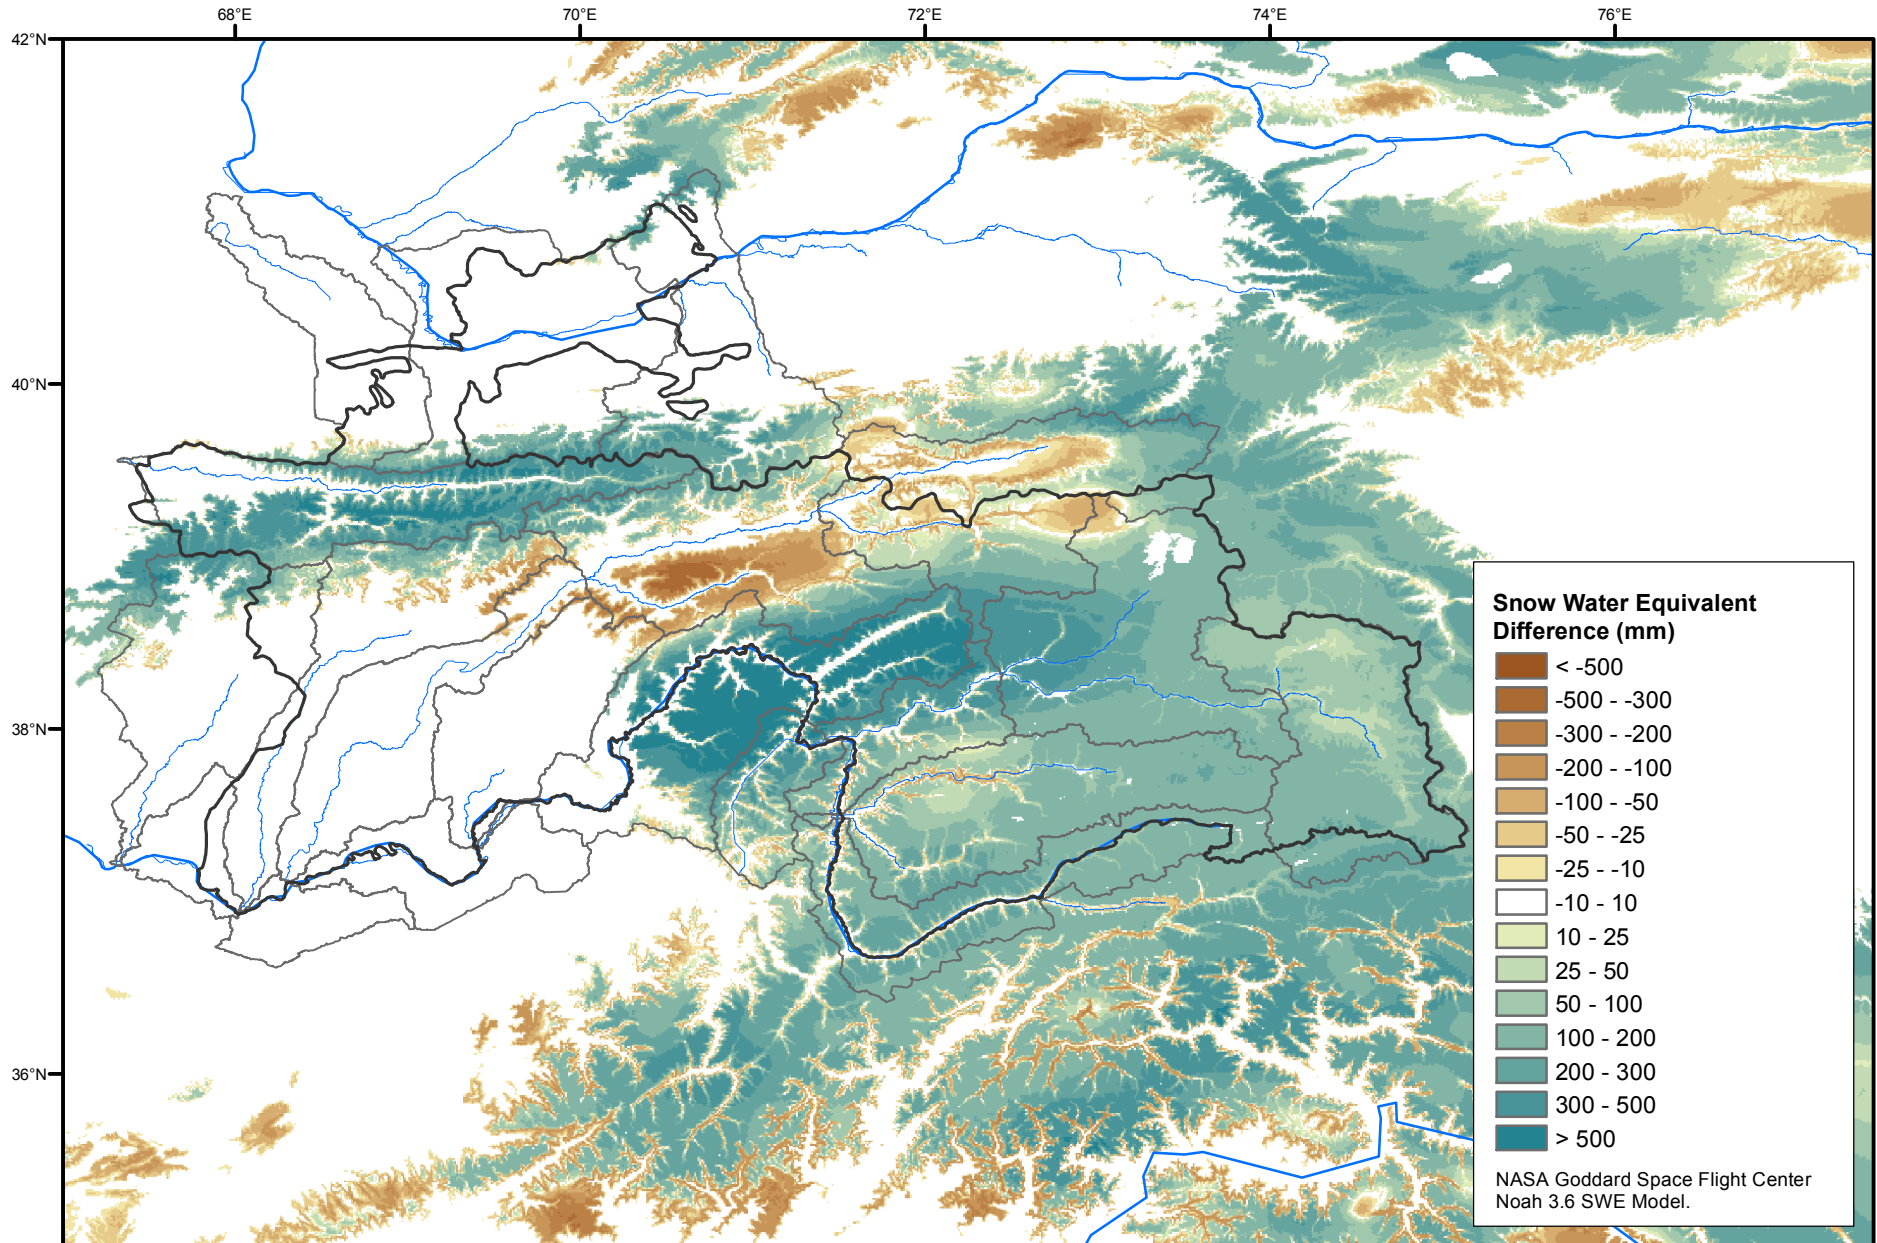 68°E 70°E 72°E 74°E 76°E
42°N
40°N
38°N
36°N
Snow Water Equivalent
Difference (mm)
< -500
-500 - -300
-300 - -200
-200 - -100
-100 - -50
-50 - -25
-25 - -10
-10 - 10
10 - 25
25 - 50
50 - 100
100 - 200
200 - 300
300 - 500
> 500
NASA Goddard Space Flight Center
Noah 3.6 SWE Model.